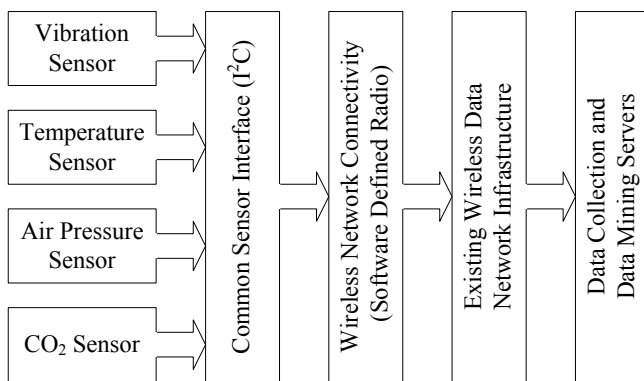 Vibration
Sensor
Temperature
Sensor
Air Pressure
Sensor
CO₂ Sensor
Common Sensor Interface (I²C)
Wireless Network Connectivity
(Software Defined Radio)
Existing Wireless Data
Network Infrastructure
Data Collection and
Data Mining Servers